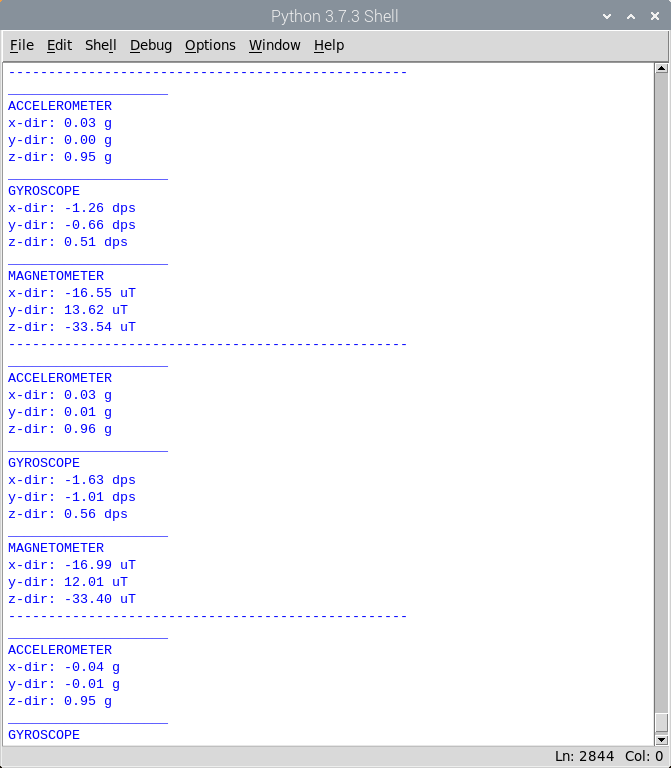 Python 3.7.3 Shell
File Edit Shell Debug Options Window Help
--------------------------------------------------
____________________
ACCELEROMETER
x-dir: 0.03 g
y-dir: 0.00 g
z-dir: 0.95 g
____________________
GYROSCOPE
x-dir: -1.26 dps
y-dir: -0.66 dps
z-dir: 0.51 dps
____________________
MAGNETOMETER
x-dir: -16.55 uT
y-dir: 13.62 uT
z-dir: -33.54 uT
--------------------------------------------------
____________________
ACCELEROMETER
x-dir: 0.03 g
y-dir: 0.01 g
z-dir: 0.96 g
____________________
GYROSCOPE
x-dir: -1.63 dps
y-dir: -1.01 dps
z-dir: 0.56 dps
____________________
MAGNETOMETER
x-dir: -16.99 uT
y-dir: 12.01 uT
z-dir: -33.40 uT
--------------------------------------------------
____________________
ACCELEROMETER
x-dir: -0.04 g
y-dir: -0.01 g
z-dir: 0.95 g
____________________
GYROSCOPE
Ln: 2844 Col: 0